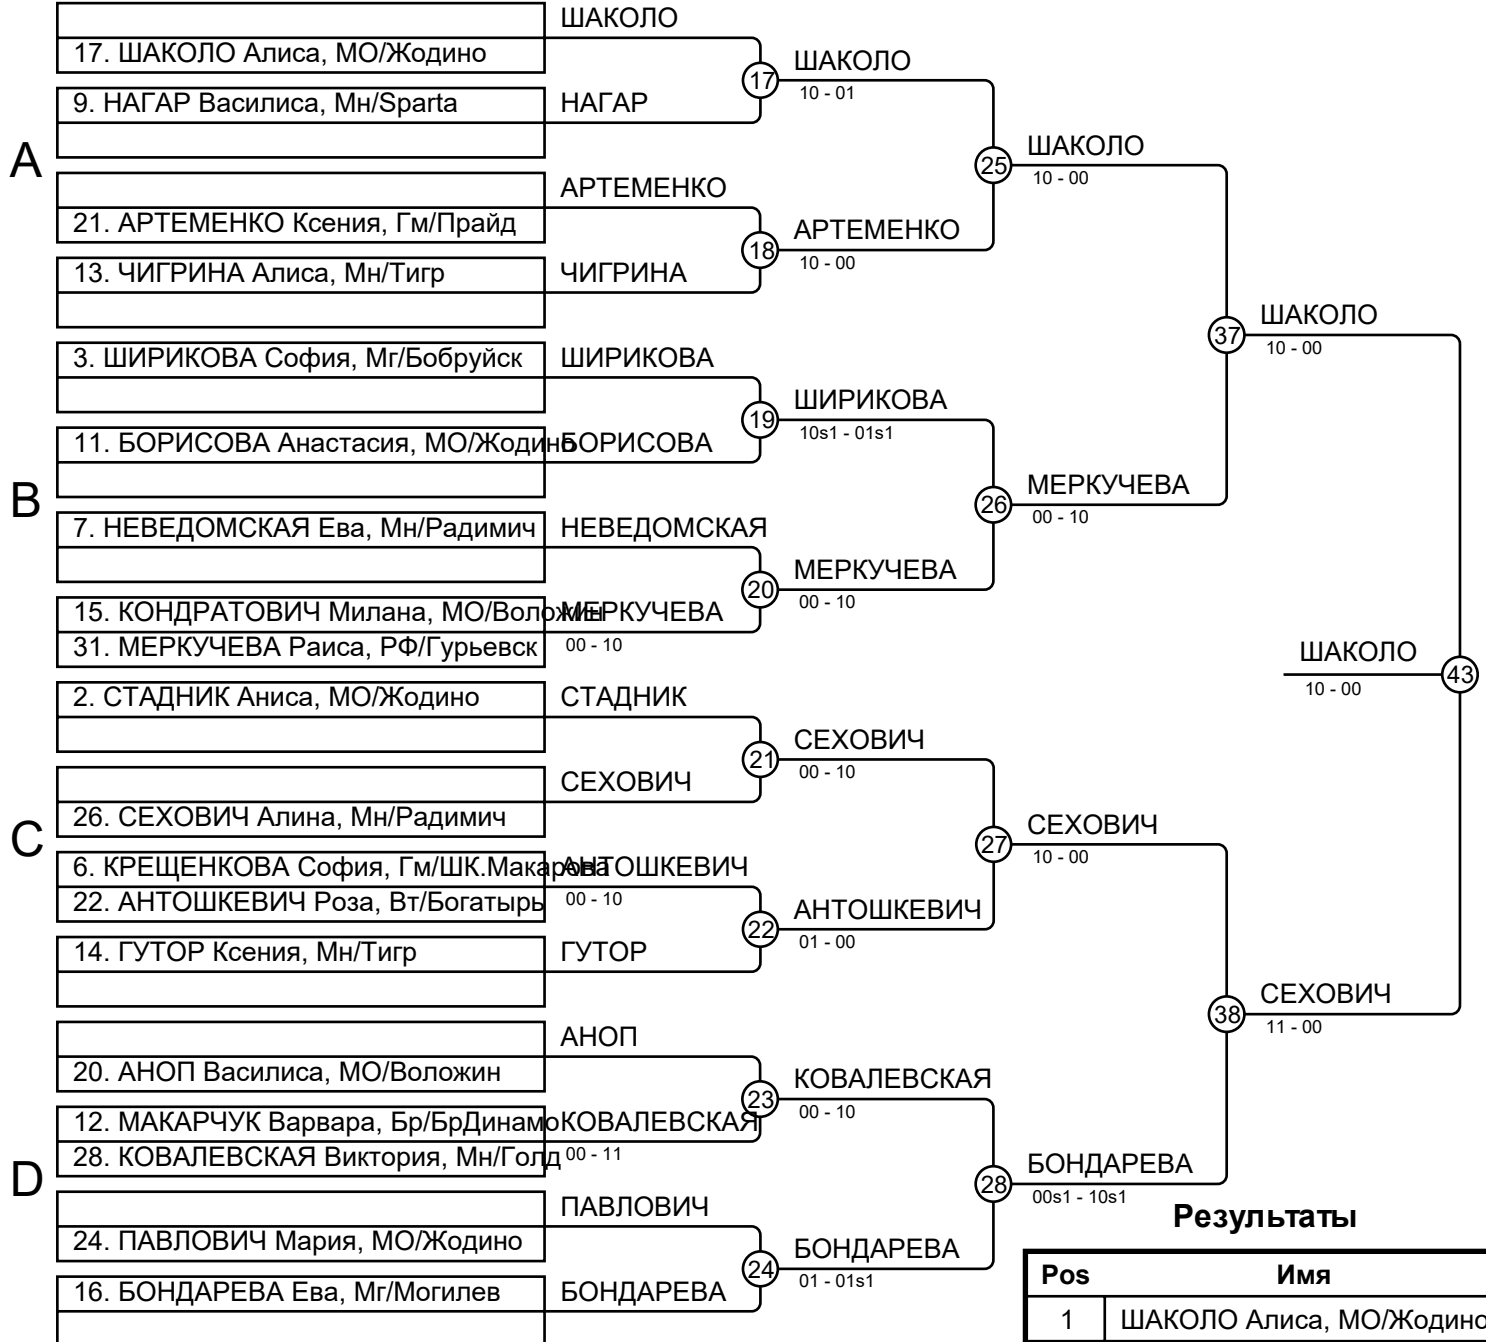 ШАКОЛО
17. ШАКОЛО Алиса, МО/Жодино
17
ШАКОЛО
10 - 01
9. НАГАР Василиса, Мн/Sparta
НАГАР
A
25
ШАКОЛО
10 - 00
АРТЕМЕНКО
21. АРТЕМЕНКО Ксения, Гм/Прайд
18
АРТЕМЕНКО
10 - 00
13. ЧИГРИНА Алиса, Мн/Тигр
ЧИГРИНА
37
ШАКОЛО
10 - 00
3. ШИРИКОВА София, Мг/Бобруйск
ШИРИКОВА
19
ШИРИКОВА
10s1 - 01s1
11. БОРИСОВА Анастасия, МО/Жодино
БОРИСОВА
B
26
МЕРКУЧЕВА
00 - 10
7. НЕВЕДОМСКАЯ Ева, Мн/Радимич
НЕВЕДОМСКАЯ
20
МЕРКУЧЕВА
00 - 10
15. КОНДРАТОВИЧ Милана, МО/Воложин
МЕРКУЧЕВА
31. МЕРКУЧЕВА Раиса, РФ/Гурьевск
00 - 10
ШАКОЛО
43
10 - 00
2. СТАДНИК Аниса, МО/Жодино
СТАДНИК
21
СЕХОВИЧ
00 - 10
СЕХОВИЧ
26. СЕХОВИЧ Алина, Мн/Радимич
C
27
СЕХОВИЧ
10 - 00
6. КРЕЩЕНКОВА София, Гм/ШК.Макарова
АНТОШКЕВИЧ
22. АНТОШКЕВИЧ Роза, Вт/Богатырь
00 - 10
22
АНТОШКЕВИЧ
01 - 00
14. ГУТОР Ксения, Мн/Тигр
ГУТОР
38
СЕХОВИЧ
11 - 00
АНОП
20. АНОП Василиса, МО/Воложин
23
КОВАЛЕВСКАЯ
00 - 10
12. МАКАРЧУК Варвара, Бр/БрДинамо
КОВАЛЕВСКАЯ
28. КОВАЛЕВСКАЯ Виктория, Мн/Голд
00 - 11
D
28
БОНДАРЕВА
00s1 - 10s1
ПАВЛОВИЧ
24. ПАВЛОВИЧ Мария, МО/Жодино
24
БОНДАРЕВА
01 - 01s1
16. БОНДАРЕВА Ева, Мг/Могилев
БОНДАРЕВА
Результаты
Pos Имя
1 ШАКОЛО Алиса, МО/Жодино